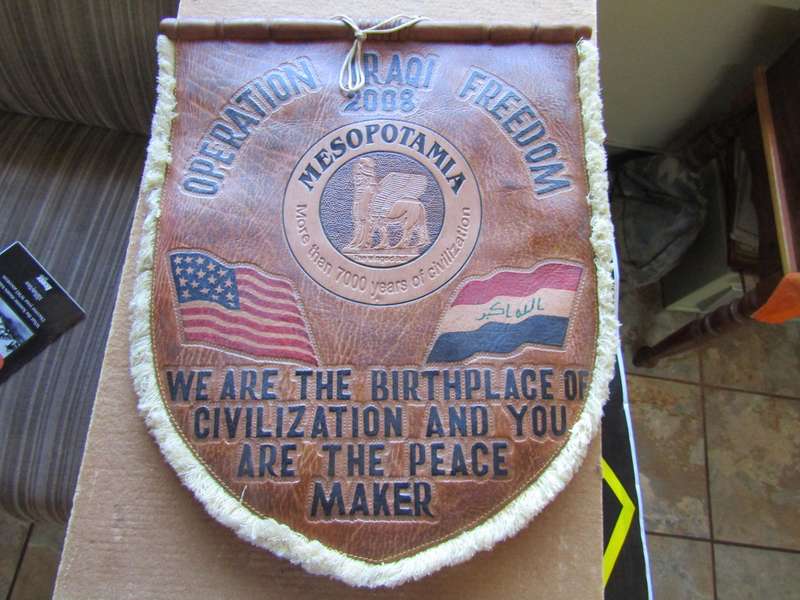 OPERATION IRAQI FREEDOM
2008
MESOPOTAMIA
More than 7000 years of civilization
الله اكبر
WE ARE THE BIRTHPLACE OF
CIVILIZATION AND YOU
ARE THE PEACE
MAKER